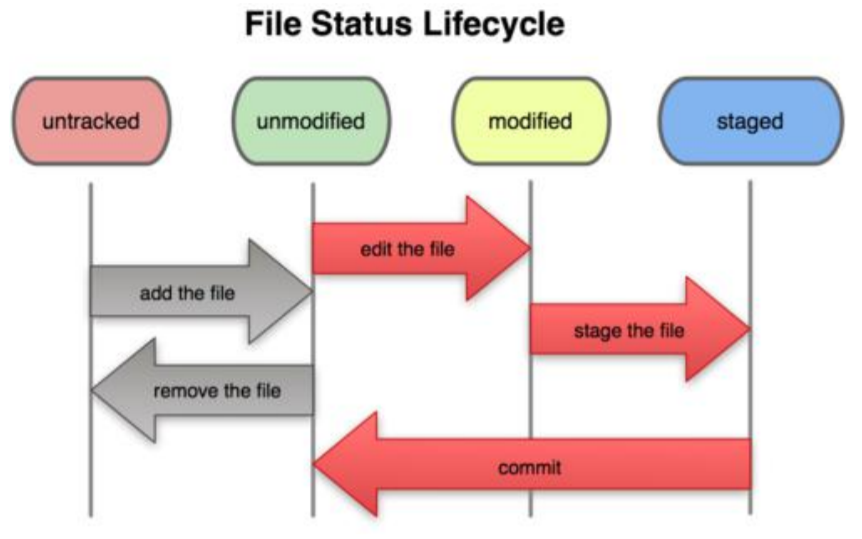 File Status Lifecycle
untracked
unmodified
modified
staged
edit the file
add the file
stage the file
remove the file
commit